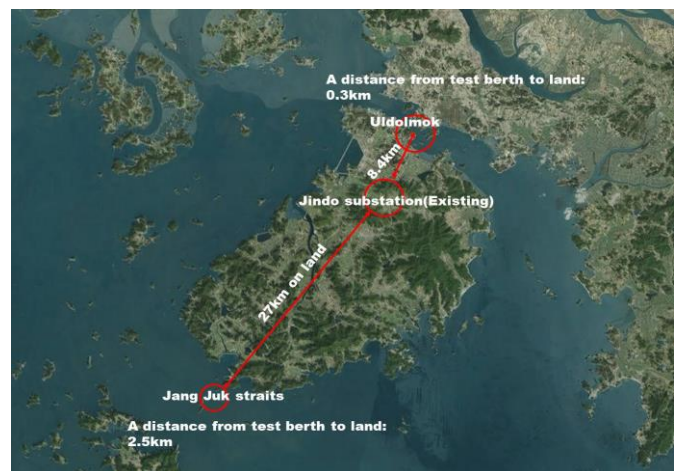 A distance from test berth to land:
0.3km
Uldolmok
8.4km
Jindo substation(Existing)
27km on land
Jang Juk straits
A distance from test berth to land:
2.5km